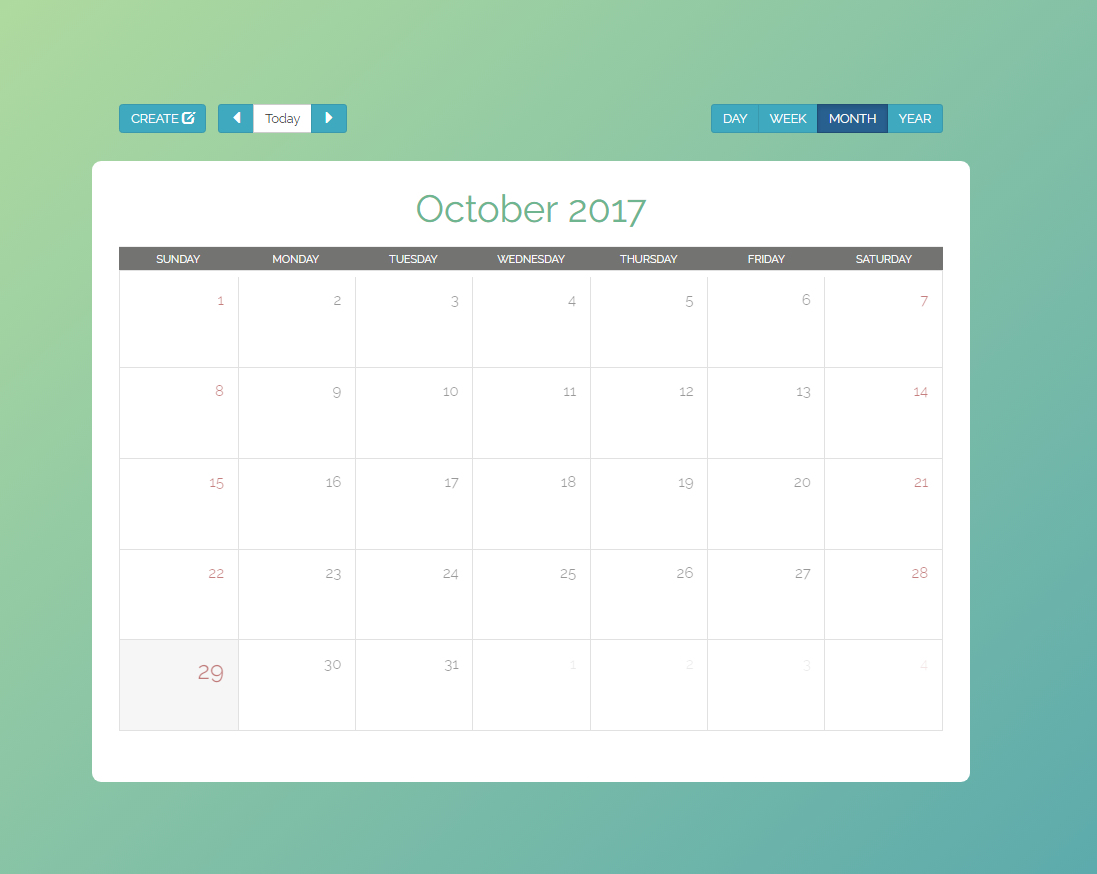 CREATE Today DAY WEEK MONTH YEAR
October 2017
SUNDAY MONDAY TUESDAY WEDNESDAY THURSDAY FRIDAY SATURDAY
1 2 3 4 5 6 7
8 9 10 11 12 13 14
15 16 17 18 19 20 21
22 23 24 25 26 27 28
29 30 31 1 2 3 4